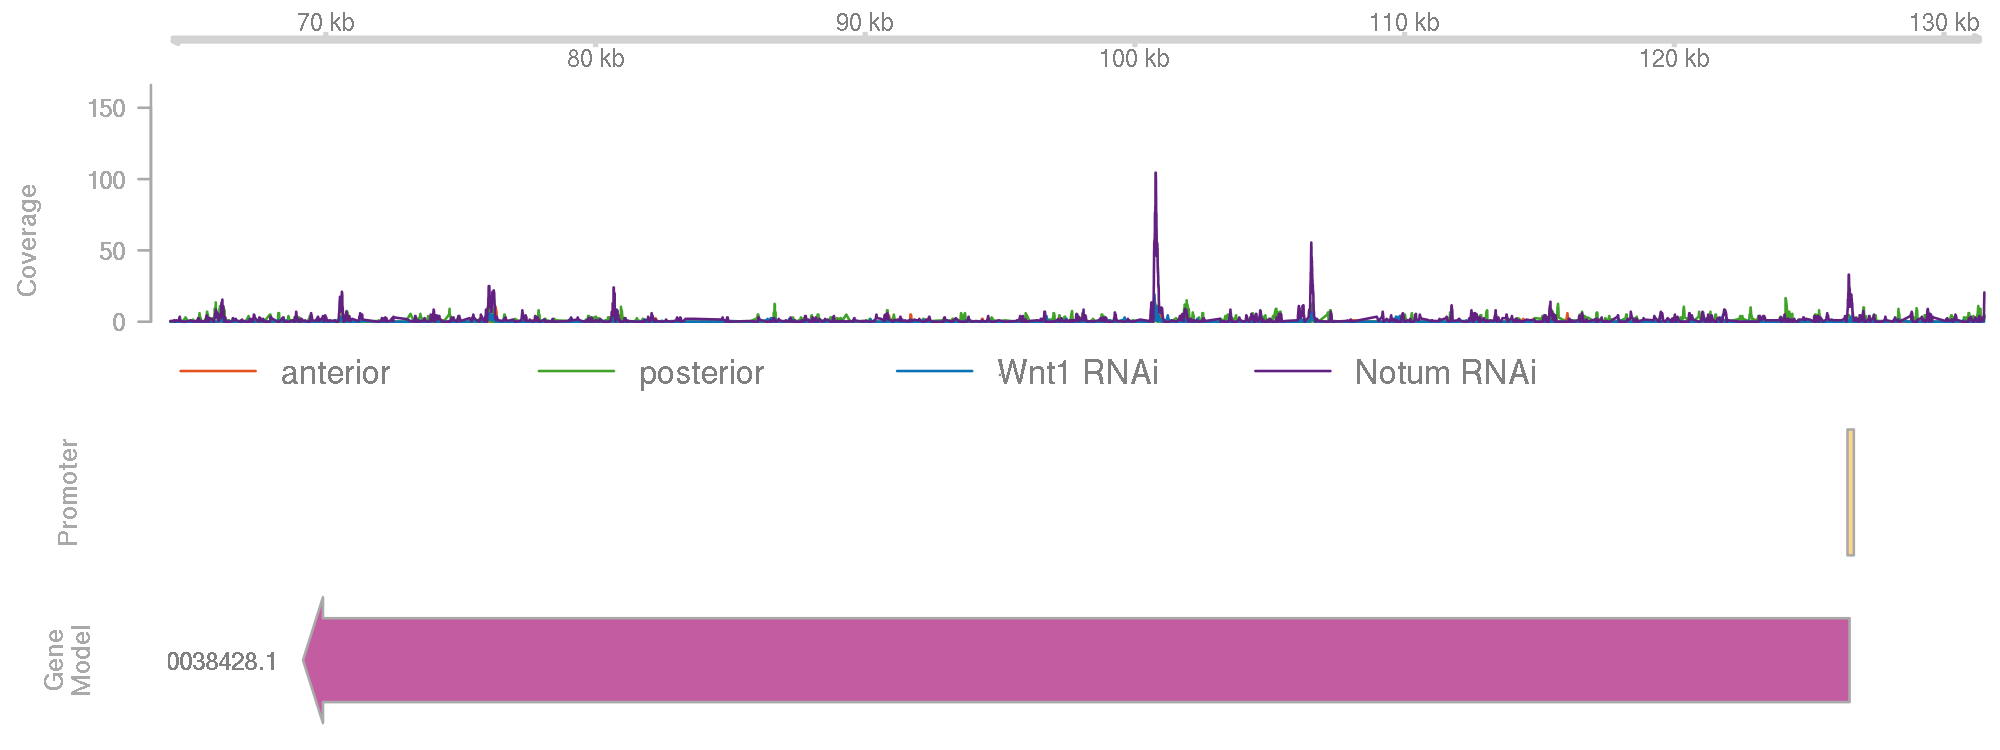 70 kb 90 kb 110 kb 130 kb
80 kb 100 kb 120 kb
Coverage
150
100
50
0
anterior posterior Wnt1 RNAi Notum RNAi
Promoter
Gene
Model
0038428.1